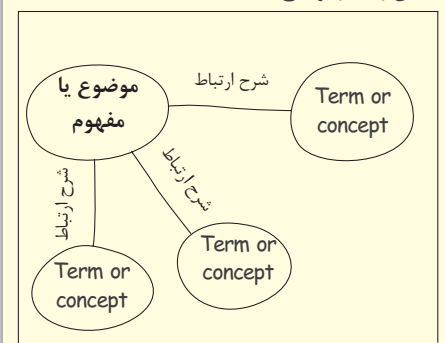 موضوع یا
مفهوم
شرح ارتباط
Term or
concept
شرح ارتباط
Term or
concept
شرح ارتباط
Term or
concept